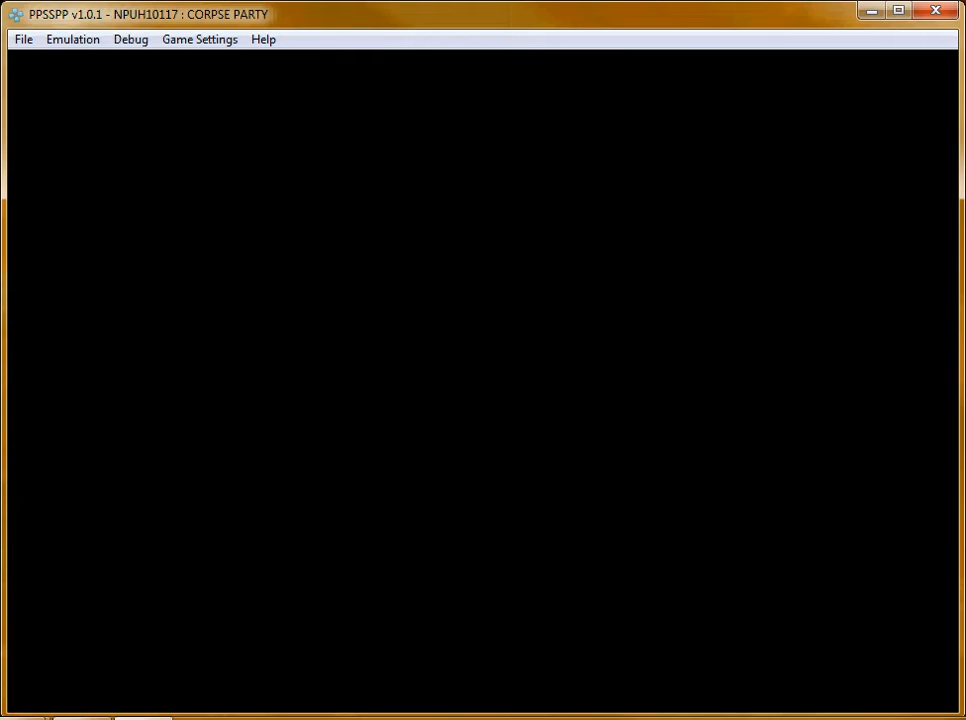 PPSSPP v1.0.1 - NPUH10117 : CORPSE PARTY
File Emulation Debug Game Settings Help